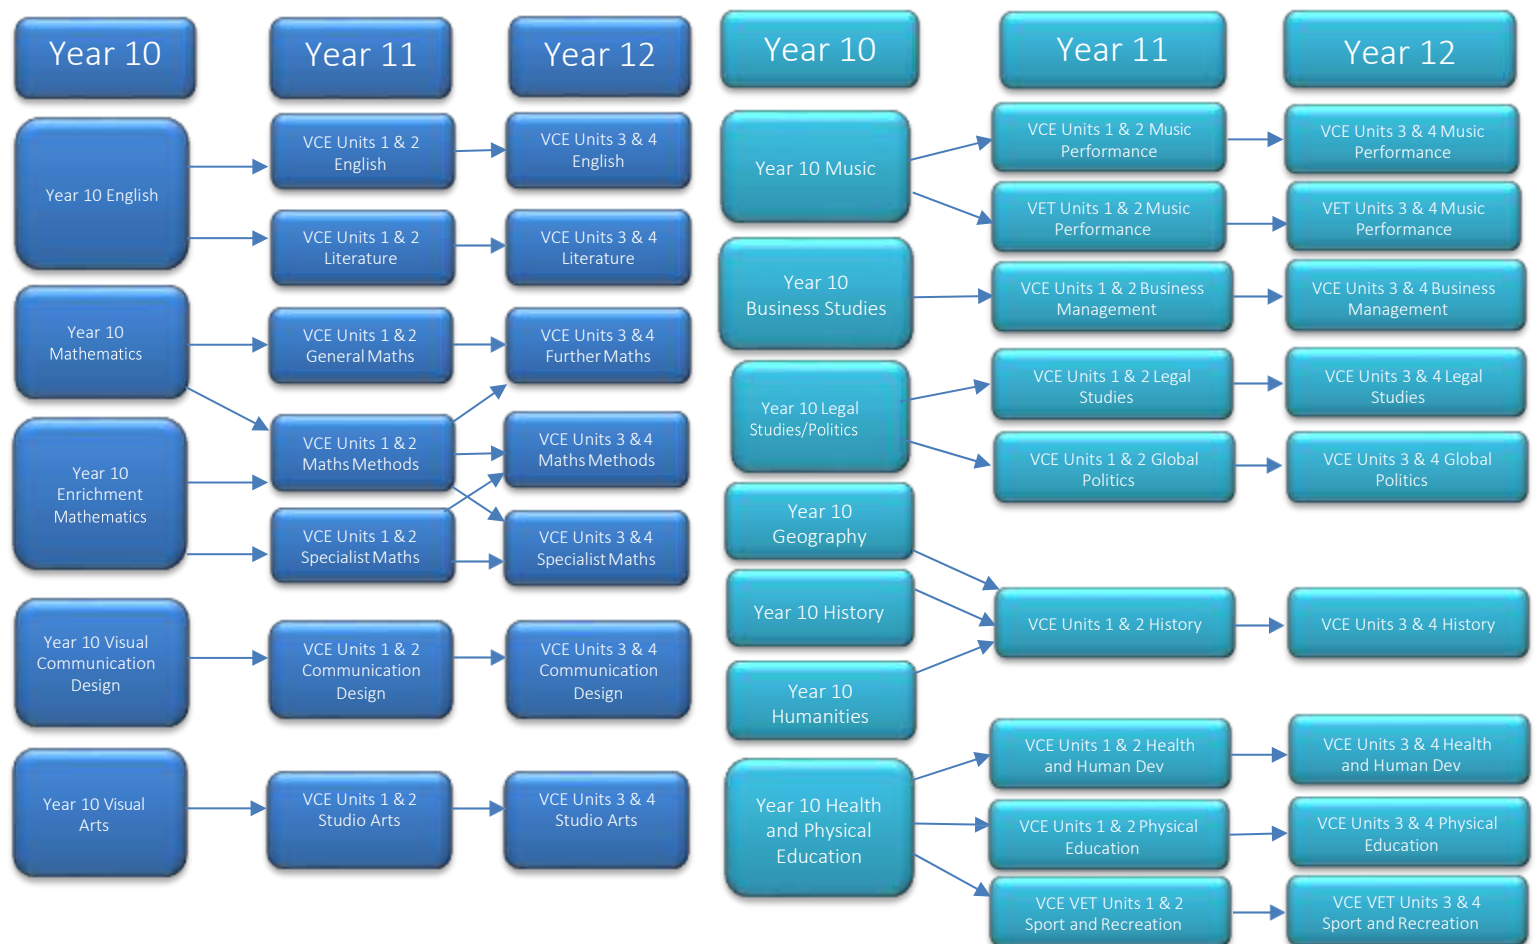 Year 10
Year 11
Year 12
Year 10 English
VCE Units 1 & 2
English
VCE Units 3 & 4
English
VCE Units 1 & 2
Literature
VCE Units 3 & 4
Literature
Year 10
Mathematics
VCE Units 1 & 2
General Maths
VCE Units 3 & 4
Further Maths
VCE Units 1 & 2
Maths Methods
VCE Units 3 & 4
Maths Methods
Year 10
Enrichment
Mathematics
VCE Units 1 & 2
Specialist Maths
VCE Units 3 & 4
Specialist Maths
Year 10 Visual
Communication
Design
VCE Units 1 & 2
Communication
Design
VCE Units 3 & 4
Communication
Design
Year 10 Visual
Arts
VCE Units 1 & 2
Studio Arts
VCE Units 3 & 4
Studio Arts
Year 10
Year 11
Year 12
Year 10 Music
VCE Units 1 & 2 Music
Performance
VCE Units 3 & 4 Music
Performance
VET Units 1 & 2 Music
Performance
VET Units 3 & 4 Music
Performance
Year 10
Business Studies
VCE Units 1 & 2 Business
Management
VCE Units 3 & 4 Business
Management
Year 10 Legal
Studies/Politics
VCE Units 1 & 2 Legal
Studies
VCE Units 3 & 4 Legal
Studies
VCE Units 1 & 2 Global
Politics
VCE Units 3 & 4 Global
Politics
Year 10
Geography
Year 10 History
VCE Units 1 & 2 History
VCE Units 3 & 4 History
Year 10
Humanities
Year 10 Health
and Physical
Education
VCE Units 1 & 2 Health
and Human Dev
VCE Units 3 & 4 Health
and Human Dev
VCE Units 1 & 2 Physical
Education
VCE Units 3 & 4 Physical
Education
VCE VET Units 1 & 2
Sport and Recreation
VCE VET Units 3 & 4
Sport and Recreation